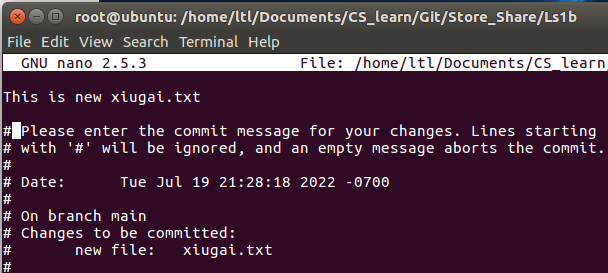 root@ubuntu: /home/ltl/Documents/CS_learn/Git/Store_Share/Ls1b
File Edit View Search Terminal Help
GNU nano 2.5.3 File: /home/ltl/Documents/CS_learn
This is new xiugai.txt
# Please enter the commit message for your changes. Lines starting
# with '#' will be ignored, and an empty message aborts the commit.
#
# Date: Tue Jul 19 21:28:18 2022 -0700
#
# On branch main
# Changes to be committed:
# new file: xiugai.txt
#